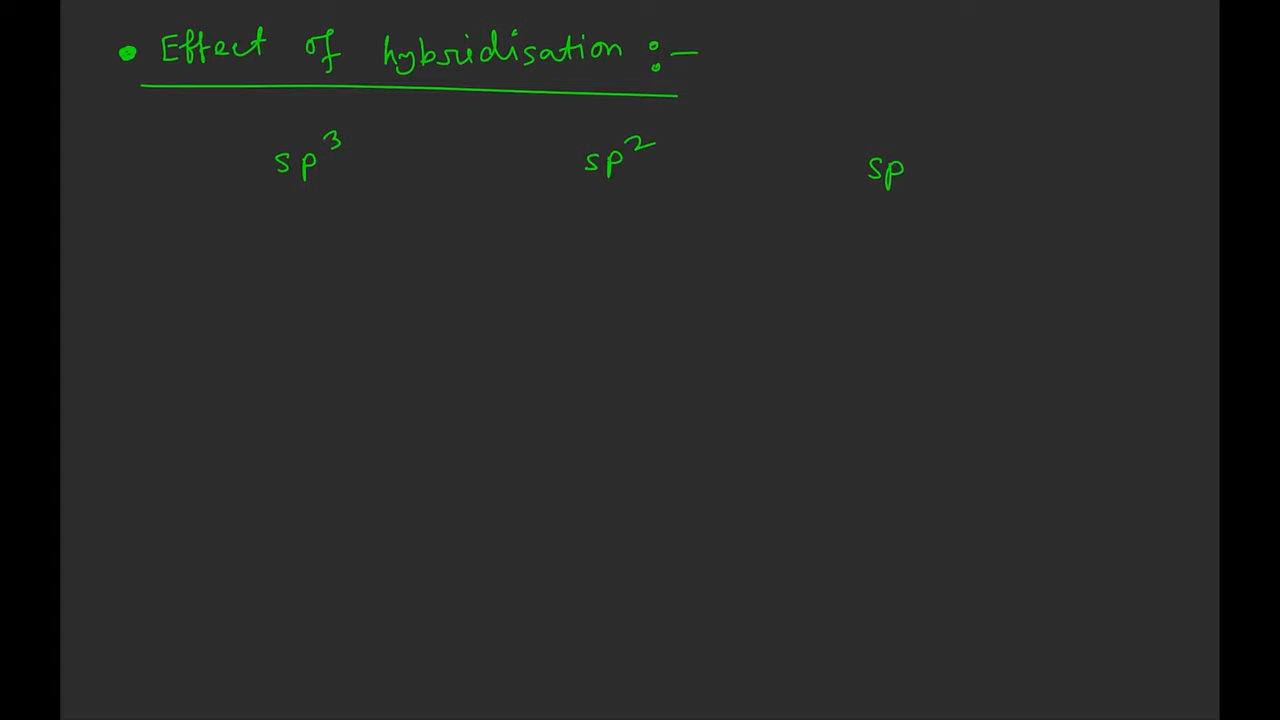 • Effect of hybridisation :-
sp³ sp² sp